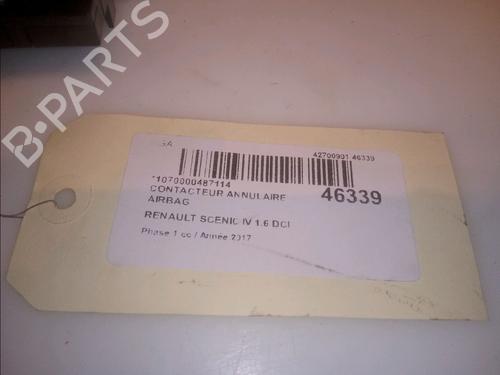 B-PARTS
GA
42700901 46339
*1070000487114
CONTACTEUR ANNULAIRE
46339
AIRBAG
RENAULT SCENIC IV 1.6 DCI
Phase 1 cc / Année 2017